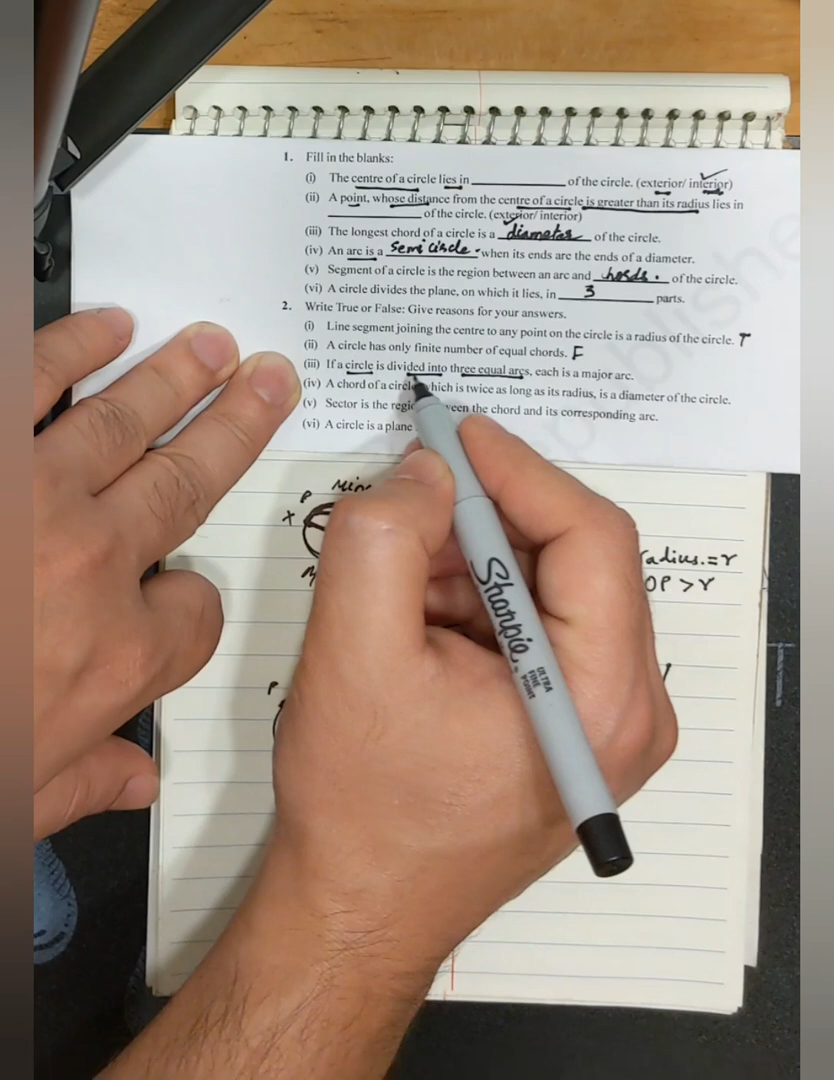 1. Fill in the blanks:
(i) The centre of a circle lies in ____________ of the circle. (exterior/ interior)
(ii) A point, whose distance from the centre of a circle is greater than its radius lies in
____________ of the circle. (exterior/ interior)
(iii) The longest chord of a circle is a diameter of the circle.
(iv) An arc is a Semi circle when its ends are the ends of a diameter.
(v) Segment of a circle is the region between an arc and hords. of the circle.
(vi) A circle divides the plane, on which it lies, in 3 parts.
2. Write True or False: Give reasons for your answers.
(i) Line segment joining the centre to any point on the circle is a radius of the circle. T
(ii) A circle has only finite number of equal chords. F
(iii) If a circle is divided into three equal arcs, each is a major arc.
(iv) A chord of a circle which is twice as long as its radius, is a diameter of the circle.
(v) Sector is the the chord and its corresponding arc.
(vi) A circle is a plane
P
X
radius. = r
OP > r
P
Sharpie
ULTRA
FINE
POINT